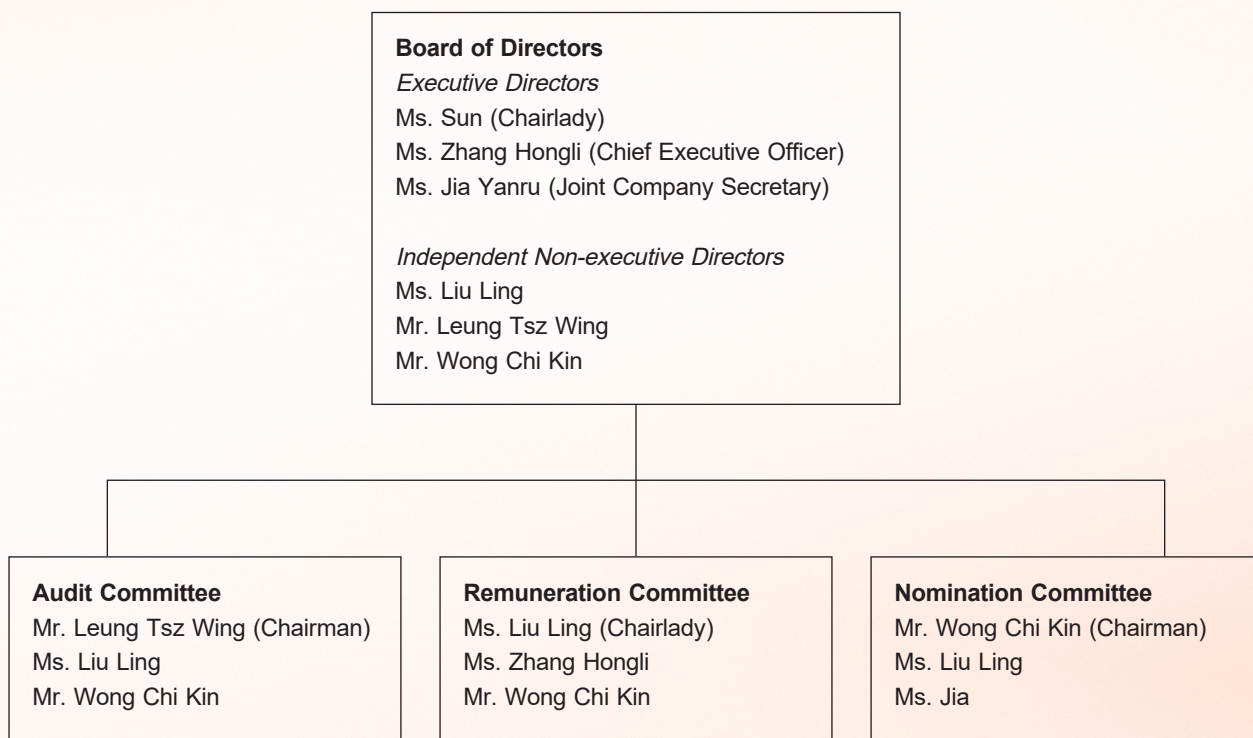 Board of Directors
Executive Directors
Ms. Sun (Chairlady)
Ms. Zhang Hongli (Chief Executive Officer)
Ms. Jia Yanru (Joint Company Secretary)
Independent Non-executive Directors
Ms. Liu Ling
Mr. Leung Tsz Wing
Mr. Wong Chi Kin
Audit Committee
Mr. Leung Tsz Wing (Chairman)
Ms. Liu Ling
Mr. Wong Chi Kin
Remuneration Committee
Ms. Liu Ling (Chairlady)
Ms. Zhang Hongli
Mr. Wong Chi Kin
Nomination Committee
Mr. Wong Chi Kin (Chairman)
Ms. Liu Ling
Ms. Jia